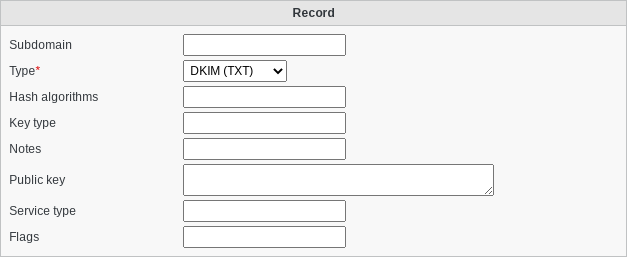 Record
Subdomain
Type* DKIM (TXT)
Hash algorithms
Key type
Notes
Public key
Service type
Flags